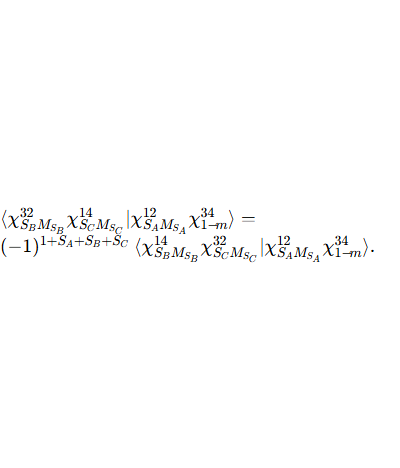 ⟨χ^{32}_{S_B M_{S_B}} χ^{14}_{S_C M_{S_C}} | χ^{12}_{S_A M_{S_A}} χ^{34}_{1-m}⟩ =
(-1)^{1+S_A+S_B+S_C} ⟨χ^{14}_{S_B M_{S_B}} χ^{32}_{S_C M_{S_C}} | χ^{12}_{S_A M_{S_A}} χ^{34}_{1-m}⟩.